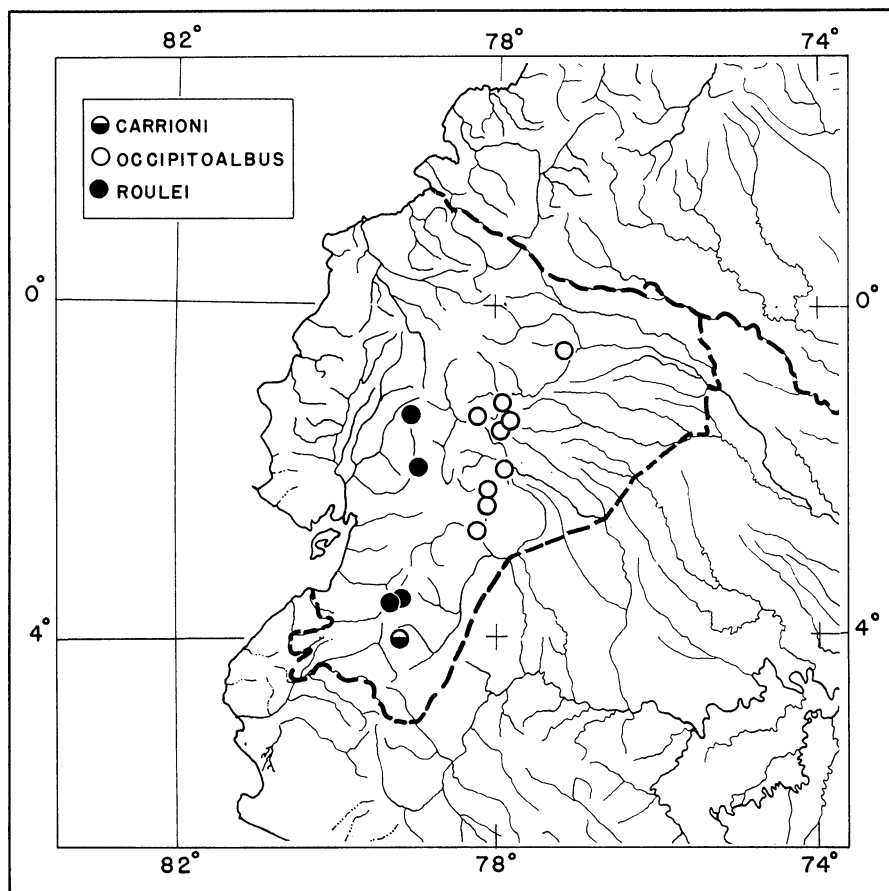 82° 78° 74°
CARRIONI
OCCIPITOALBUS
ROULEI
0° 0°
4° 4°
82° 78° 74°